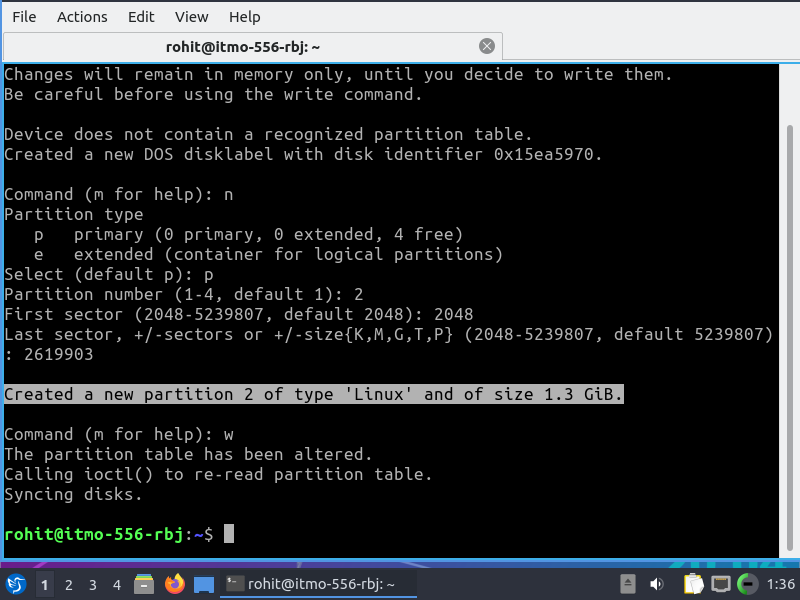 File Actions Edit View Help
rohit@itmo-556-rbj: ~
Changes will remain in memory only, until you decide to write them.
Be careful before using the write command.
Device does not contain a recognized partition table.
Created a new DOS disklabel with disk identifier 0x15ea5970.
Command (m for help): n
Partition type
   p   primary (0 primary, 0 extended, 4 free)
   e   extended (container for logical partitions)
Select (default p): p
Partition number (1-4, default 1): 2
First sector (2048-5239807, default 2048): 2048
Last sector, +/-sectors or +/-size{K,M,G,T,P} (2048-5239807, default 5239807)
: 2619903
Created a new partition 2 of type 'Linux' and of size 1.3 GiB.
Command (m for help): w
The partition table has been altered.
Calling ioctl() to re-read partition table.
Syncing disks.
rohit@itmo-556-rbj:~$
1 2 3 4 rohit@itmo-556-rbj: ~ 1:36